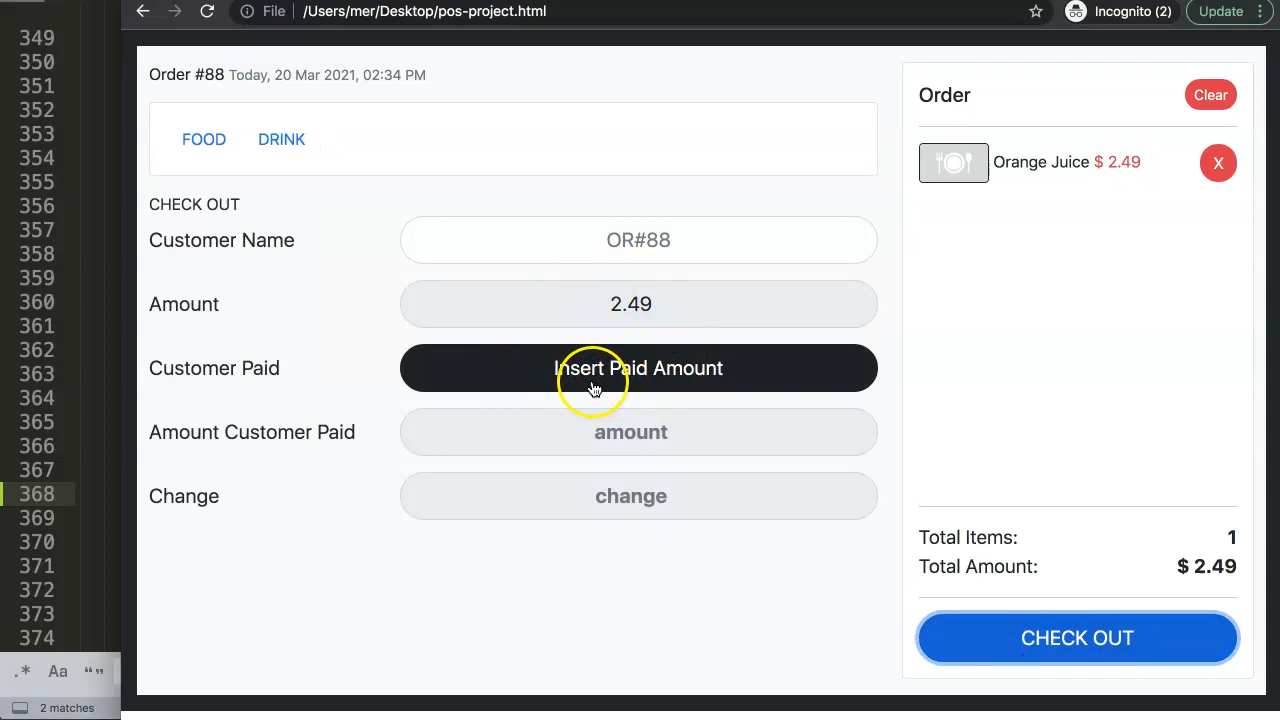 349
350
351
352
353
354
355
356
357
358
359
360
361
362
363
364
365
366
367
368
369
370
371
372
373
374
.* Aa “”
2 matches
File /Users/mer/Desktop/pos-project.html Incognito (2) Update
Order #88 Today, 20 Mar 2021, 02:34 PM
FOOD DRINK
CHECK OUT
Customer Name OR#88
Amount 2.49
Customer Paid Insert Paid Amount
Amount Customer Paid amount
Change change
Order Clear
Orange Juice $ 2.49 X
Total Items: 1
Total Amount: $ 2.49
CHECK OUT